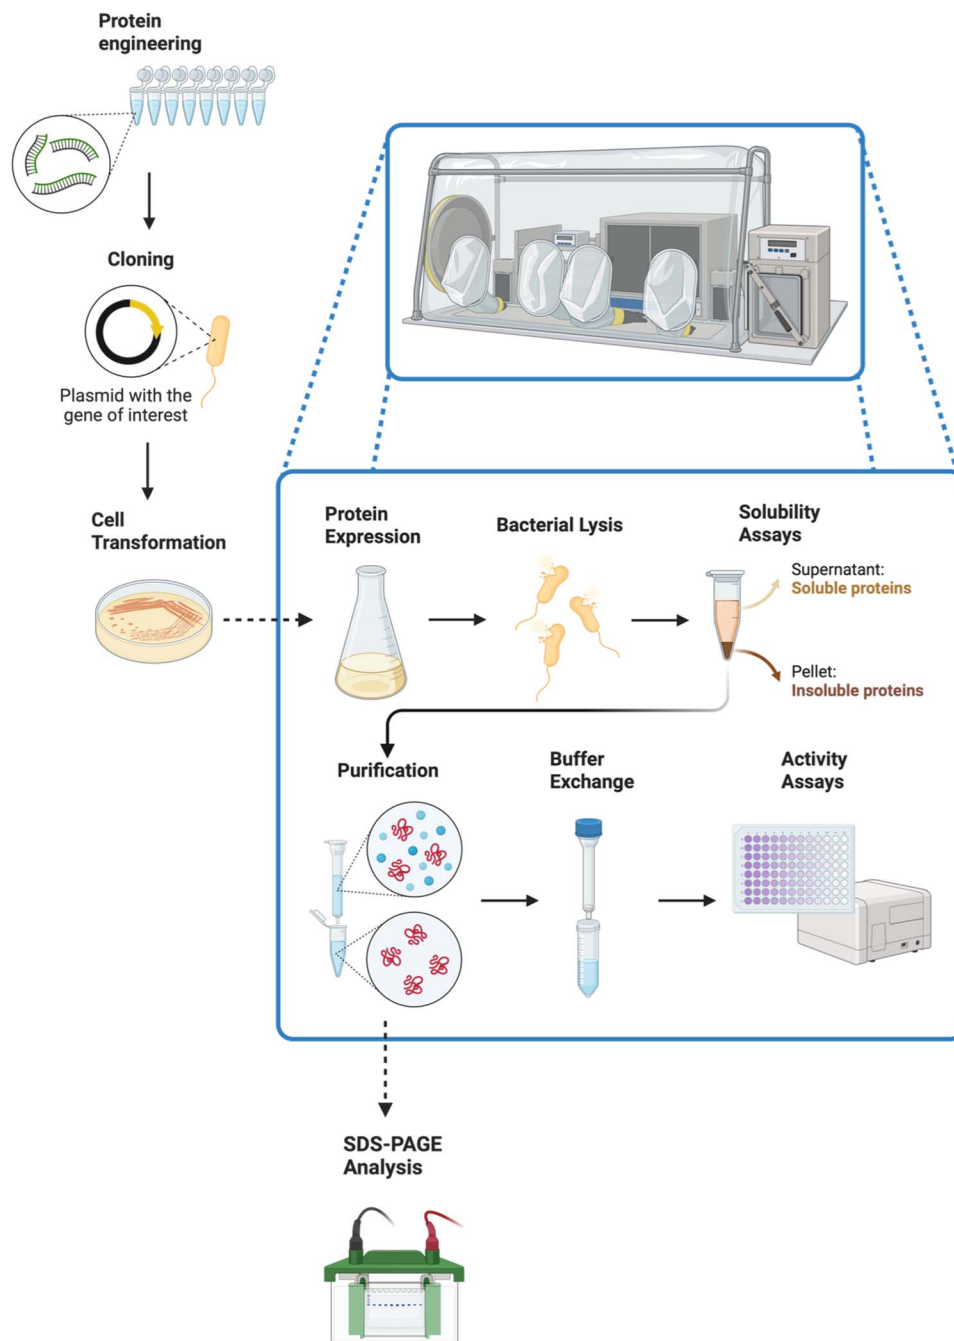 Protein
engineering
Cloning
Plasmid with the
gene of interest
Cell
Transformation
Protein
Expression
Bacterial Lysis
Solubility
Assays
Supernatant:
Soluble proteins
Pellet:
Insoluble proteins
Purification
Buffer
Exchange
Activity
Assays
SDS-PAGE
Analysis